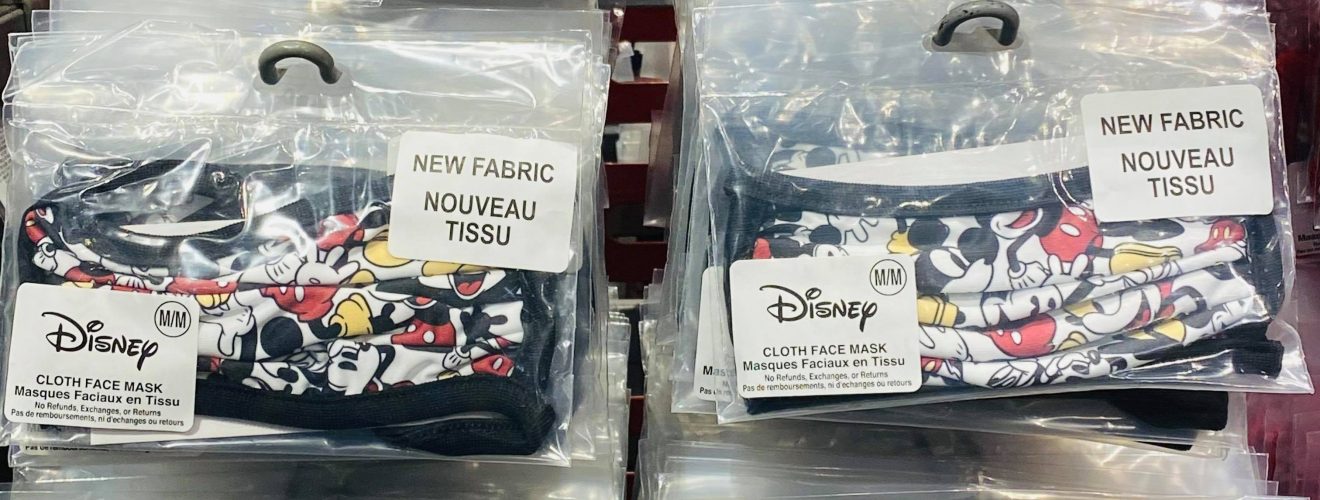 NEW FABRIC
NOUVEAU
TISSU
M/M
Disney
CLOTH FACE MASK
Masques Faciaux en Tissu
No Refunds, Exchanges, or Returns
Pas de remboursements, ni d'echanges ou retours
NEW FABRIC
NOUVEAU
TISSU
M/M
Disney
CLOTH FACE MASK
Masques Faciaux en Tissu
No Refunds, Exchanges, or Returns
Pas de remboursements, ni d'echanges ou retours